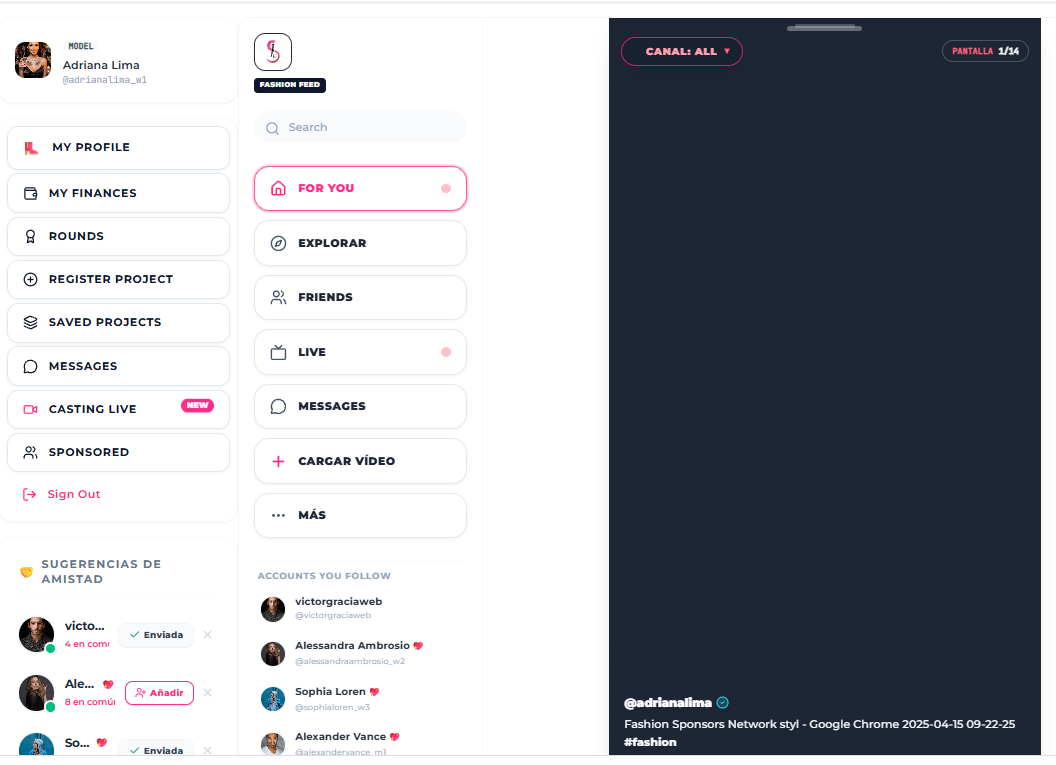 MODEL
Adriana Lima
@adrianalima_w1
MY PROFILE
MY FINANCES
ROUNDS
REGISTER PROJECT
SAVED PROJECTS
MESSAGES
CASTING LIVE
NEW
SPONSORED
Sign Out
SUGERENCIAS DE
AMISTAD
victo...
4 en comú
Enviada
Ale...
8 en comú
Añadir
So...
Enviada
FASHION FEED
Search
FOR YOU
EXPLORAR
FRIENDS
LIVE
MESSAGES
CARGAR VÍDEO
MÁS
ACCOUNTS YOU FOLLOW
victorgraciaweb
@victorgraciaweb
Alessandra Ambrosio
@alessandraambrosio_w2
Sophia Loren
@sophialoren_w3
Alexander Vance
@alexandervance_m1
CANAL: ALL
PANTALLA 1/14
@adrianalima
Fashion Sponsors Network styl - Google Chrome 2025-04-15 09-22-25
#fashion